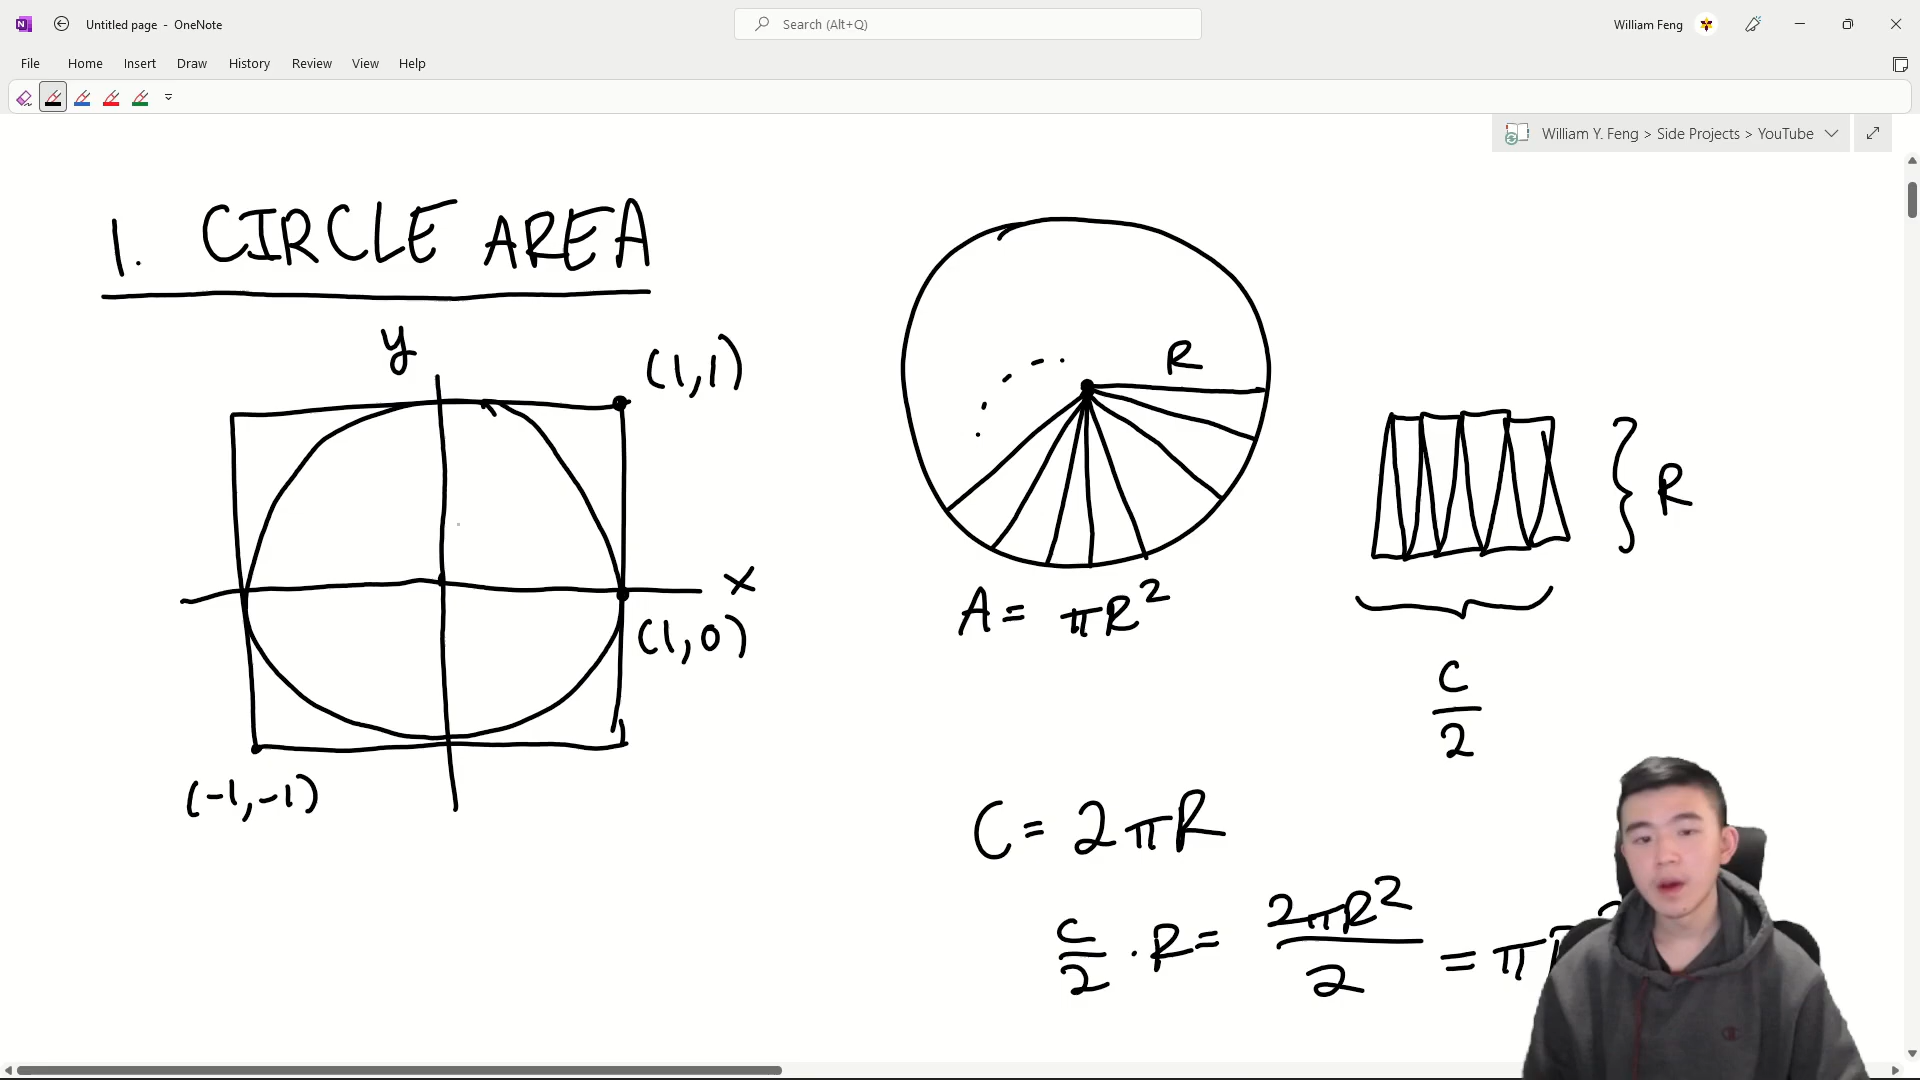 Untitled page - OneNote
Search (Alt+Q)
William Feng
File Home Insert Draw History Review View Help
William Y. Feng > Side Projects > YouTube
1. CIRCLE AREA
y
(1,1)
x
(1,0)
(-1,-1)
R
A = πR²
R
C/2
C = 2πR
C/2 · R = 2πR²/2 = π